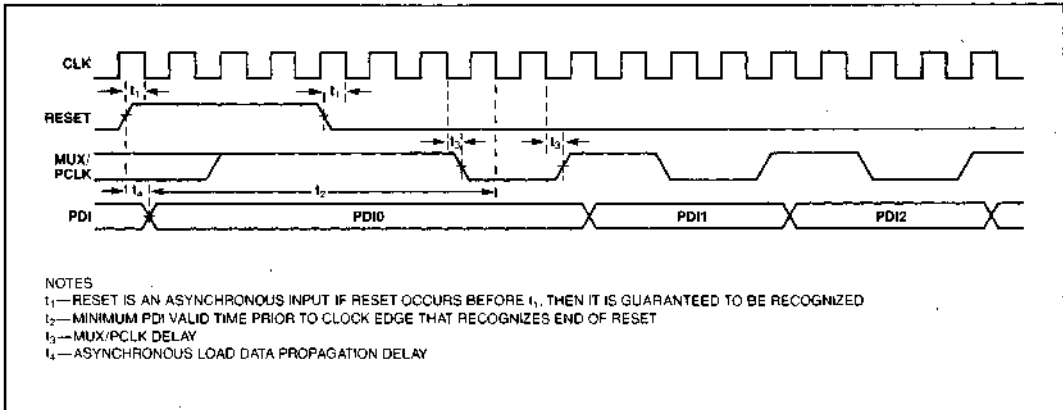 CLK
t₁ t₁
RESET
t₃ t₃
MUX/
PCLK
t₄ t₂
PDI PDI0 PDI1 PDI2
NOTES
t₁—RESET IS AN ASYNCHRONOUS INPUT IF RESET OCCURS BEFORE t₁, THEN IT IS GUARANTEED TO BE RECOGNIZED
t₂—MINIMUM PDI VALID TIME PRIOR TO CLOCK EDGE THAT RECOGNIZES END OF RESET
t₃—MUX/PCLK DELAY
t₄—ASYNCHRONOUS LOAD DATA PROPAGATION DELAY